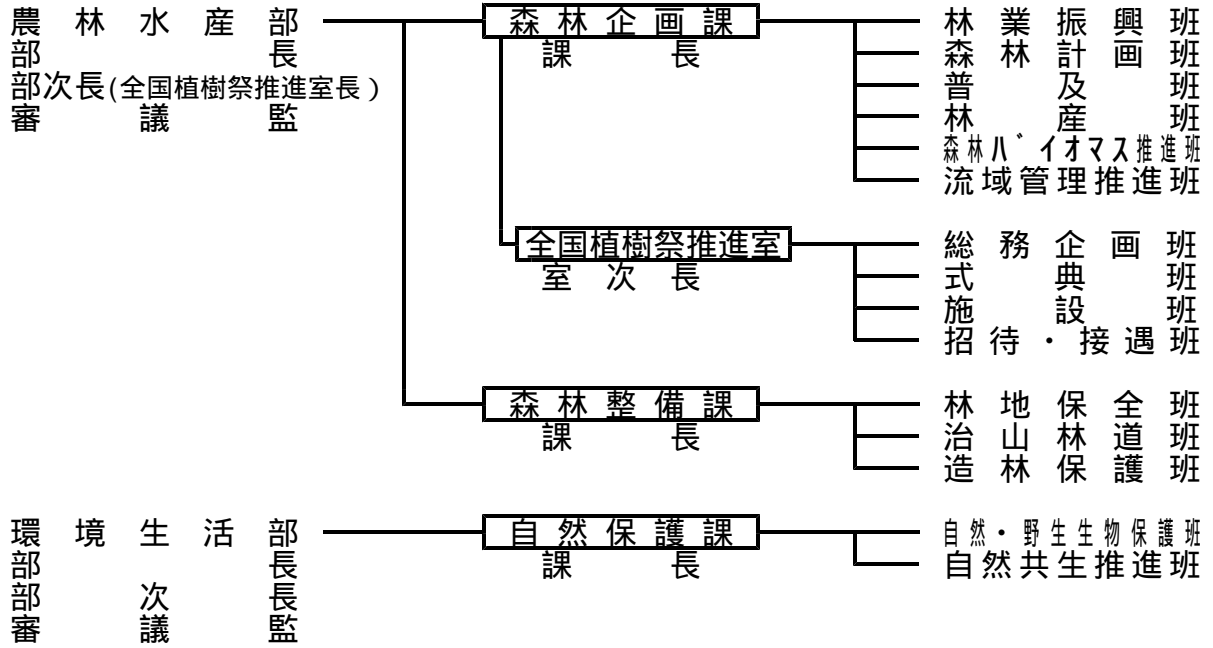 農林水産部
部長
部次長(全国植樹祭推進室長)
審議監
森林企画課
課長
林業振興班
森林計画班
普及班
林産班
森林ﾊﾞｲｵﾏｽ推進班
流域管理推進班
全国植樹祭推進室
室次長
総務企画班
式典班
施設班
招待・接遇班
森林整備課
課長
林地保全班
治山林道班
造林保護班
環境生活部
部長
部次長
審議監
自然保護課
課長
自然・野生生物保護班
自然共生推進班